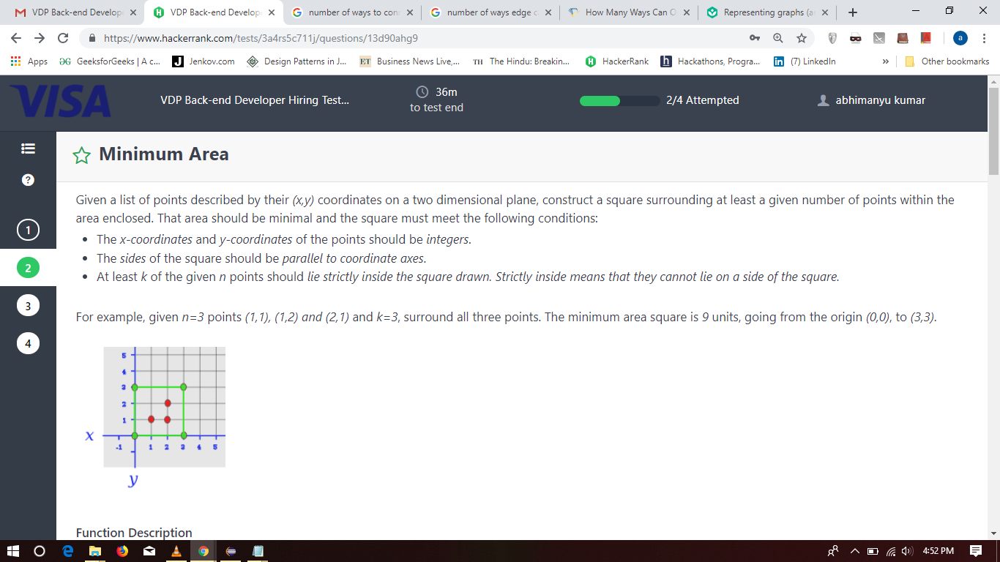 VDP Back-end Develop
VDP Back-end Develop
number of ways to con
number of ways edge c
How Many Ways Can O
Representing graphs (a
https://www.hackerrank.com/tests/3a4rs5c711j/questions/13d90ahg9
a
Apps
GeeksforGeeks | A c...
Jenkov.com
Design Patterns in J...
Business News Live,...
The Hindu: Breakin...
HackerRank
Hackathons, Progra...
(7) LinkedIn
»
Other bookmarks
VISA
VDP Back-end Developer Hiring Test...
36m
to test end
2/4 Attempted
abhimanyu kumar
Minimum Area
1
2
3
4
Given a list of points described by their (x,y) coordinates on a two dimensional plane, construct a square surrounding at least a given number of points within the
area enclosed. That area should be minimal and the square must meet the following conditions:
• The x-coordinates and y-coordinates of the points should be integers.
• The sides of the square should be parallel to coordinate axes.
• At least k of the given n points should lie strictly inside the square drawn. Strictly inside means that they cannot lie on a side of the square.
For example, given n=3 points (1,1), (1,2) and (2,1) and k=3, surround all three points. The minimum area square is 9 units, going from the origin (0,0), to (3,3).
5
4
3
2
1
x
-1 1 2 3 4 5
y
Function Description
4:52 PM